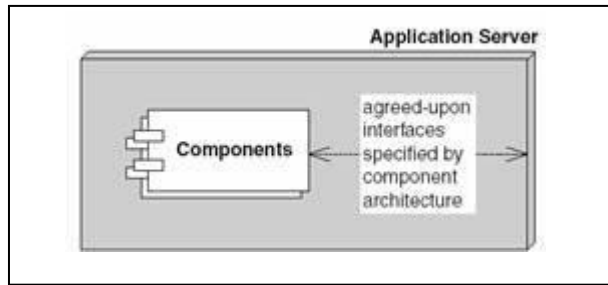 Application Server
Components
agreed-upon
interfaces
specified by
component
architecture